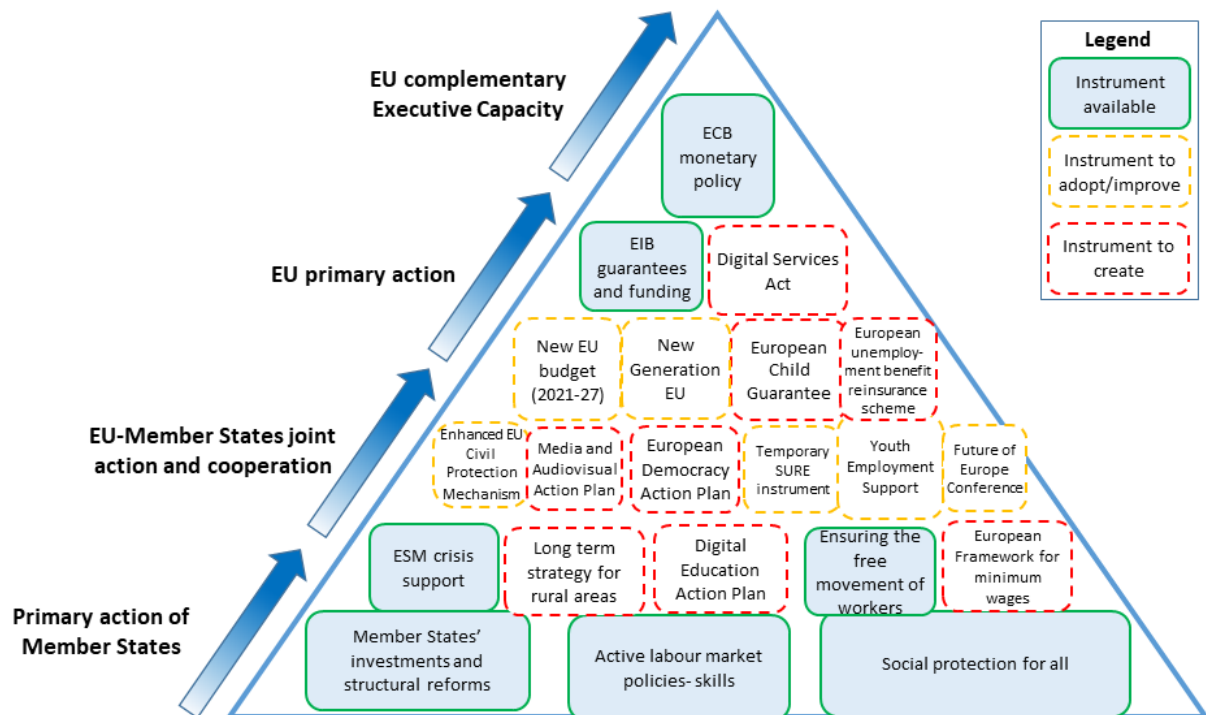 Legend
Instrument
available
Instrument to
adopt/improve
Instrument to
create
EU complementary
Executive Capacity
EU primary action
EU-Member States joint
action and cooperation
Primary action of
Member States
ECB
monetary
policy
EIB
guarantees
and funding
Digital Services
Act
New EU
budget
(2021-27)
New
Generation
EU
European
Child
Guarantee
European
unemploy-
ment benefit
reinsurance
scheme
Enhanced EU
Civil
Protection
Mechanism
Media and
Audiovisual
Action Plan
European
Democracy
Action Plan
Temporary
SURE
instrument
Youth
Employment
Support
Future of
Europe
Conference
ESM crisis
support
Long term
strategy for
rural areas
Digital
Education
Action Plan
Ensuring the
free
movement of
workers
European
Framework for
minimum
wages
Member States’
investments and
structural reforms
Active labour market
policies- skills
Social protection for all